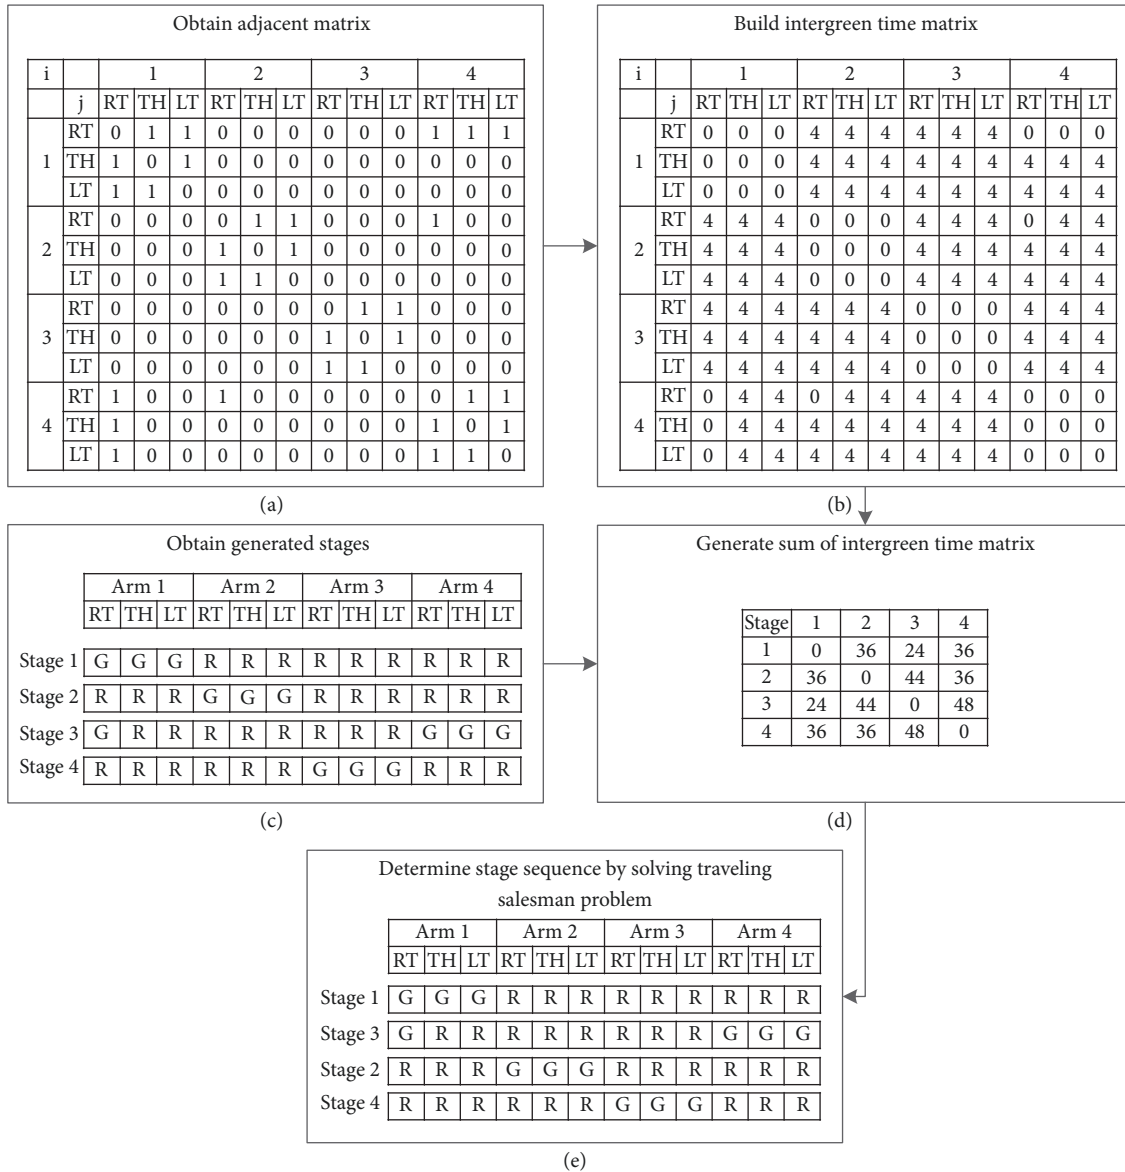 Obtain adjacent matrix
i 1 2 3 4
j RT TH LT RT TH LT RT TH LT RT TH LT
1 RT 0 1 1 0 0 0 0 0 0 1 1 1
TH 1 0 1 0 0 0 0 0 0 0 0 0
LT 1 1 0 0 0 0 0 0 0 0 0 0
2 RT 0 0 0 0 1 1 0 0 0 1 0 0
TH 0 0 0 1 0 1 0 0 0 0 0 0
LT 0 0 0 1 1 0 0 0 0 0 0 0
3 RT 0 0 0 0 0 0 0 1 1 0 0 0
TH 0 0 0 0 0 0 1 0 1 0 0 0
LT 0 0 0 0 0 0 1 1 0 0 0 0
4 RT 1 0 0 1 0 0 0 0 0 0 1 1
TH 1 0 0 0 0 0 0 0 0 1 0 1
LT 1 0 0 0 0 0 0 0 0 1 1 0
(a)
Build intergreen time matrix
i 1 2 3 4
j RT TH LT RT TH LT RT TH LT RT TH LT
1 RT 0 0 0 4 4 4 4 4 4 0 0 0
TH 0 0 0 4 4 4 4 4 4 4 4 4
LT 0 0 0 4 4 4 4 4 4 4 4 4
2 RT 4 4 4 0 0 0 4 4 4 0 4 4
TH 4 4 4 0 0 0 4 4 4 4 4 4
LT 4 4 4 0 0 0 4 4 4 4 4 4
3 RT 4 4 4 4 4 4 0 0 0 4 4 4
TH 4 4 4 4 4 4 0 0 0 4 4 4
LT 4 4 4 4 4 4 0 0 0 4 4 4
4 RT 0 4 4 0 4 4 4 4 4 0 0 0
TH 0 4 4 4 4 4 4 4 4 0 0 0
LT 0 4 4 4 4 4 4 4 4 0 0 0
(b)
Obtain generated stages
Arm 1 Arm 2 Arm 3 Arm 4
RT TH LT RT TH LT RT TH LT RT TH LT
Stage 1 G G G R R R R R R R R R
Stage 2 R R R G G G R R R R R R
Stage 3 G R R R R R R R R G G G
Stage 4 R R R R R R G G G R R R
(c)
Generate sum of intergreen time matrix
Stage 1 2 3 4
1 0 36 24 36
2 36 0 44 36
3 24 44 0 48
4 36 36 48 0
(d)
Determine stage sequence by solving traveling
salesman problem
Arm 1 Arm 2 Arm 3 Arm 4
RT TH LT RT TH LT RT TH LT RT TH LT
Stage 1 G G G R R R R R R R R R
Stage 3 G R R R R R R R R G G G
Stage 2 R R R G G G R R R R R R
Stage 4 R R R R R R G G G R R R
(e)